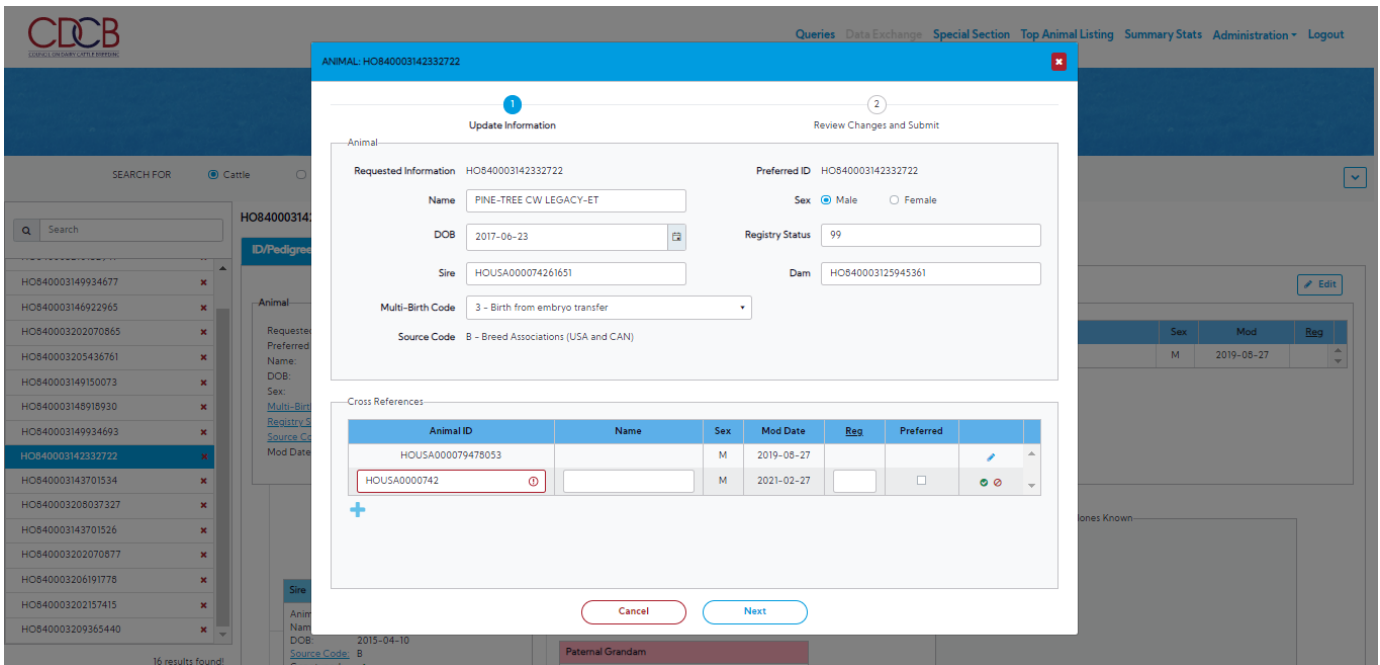 CDCB
COUNCIL ON DAIRY CATTLE BREEDING
Queries Data Exchange Special Section Top Animal Listing Summary Stats Administration Logout
ANIMAL: HO840003142332722
1 2
Update Information Review Changes and Submit
SEARCH FOR Cattle
Search
HO840003149934677
HO840003146922965
HO840003202070865
HO840003205436761
HO840003149150073
HO840003148918930
HO840003149934693
HO840003142332722
HO840003143701534
HO840003208037327
HO840003143701526
HO840003202070877
HO840003206191778
HO840003202157415
HO840003209365440
16 results found!
HO84000314
ID/Pedigree
Animal
Requested
Preferred
Name:
DOB:
Sex:
Multi-Birt
Registry S
Source Co
Mod Date
Animal
Requested Information HO840003142332722 Preferred ID HO840003142332722
Name PINE-TREE CW LEGACY-ET Sex Male Female
DOB 2017-06-23 Registry Status 99
Sire HOUSA000074261651 Dam HO840003125945361
Multi-Birth Code 3 - Birth from embryo transfer
Source Code B - Breed Associations (USA and CAN)
Cross References
Animal ID Name Sex Mod Date Reg Preferred
HOUSA000079478053 M 2019-08-27
HOUSA0000742 M 2021-02-27
Cancel Next
Edit
Sex Mod Reg
M 2019-08-27
lones Known
Sire
Anim
Nam
DOB: 2015-04-10
Source Code: B
Paternal Grandam